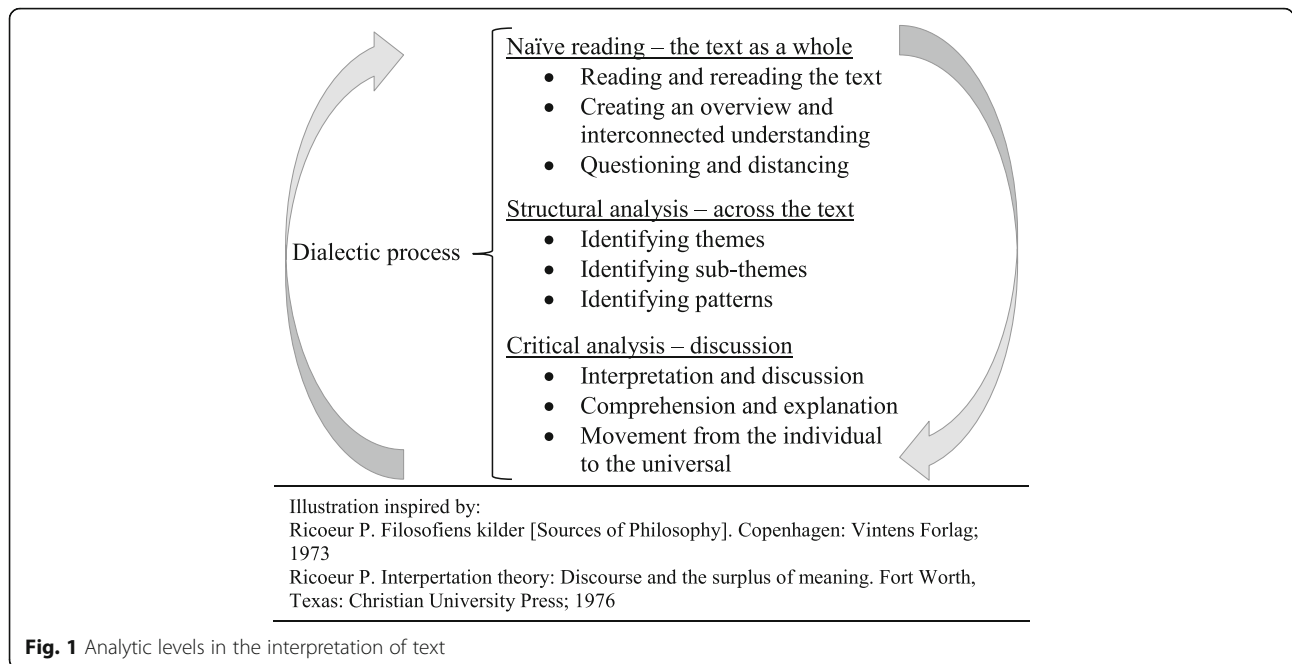 Naïve reading – the text as a whole
• Reading and rereading the text
• Creating an overview and
interconnected understanding
• Questioning and distancing
Structural analysis – across the text
• Identifying themes
Dialectic process
• Identifying sub-themes
• Identifying patterns
Critical analysis – discussion
• Interpretation and discussion
• Comprehension and explanation
• Movement from the individual
to the universal
Illustration inspired by:
Ricoeur P. Filosofiens kilder [Sources of Philosophy]. Copenhagen: Vintens Forlag;
1973
Ricoeur P. Interpertation theory: Discourse and the surplus of meaning. Fort Worth,
Texas: Christian University Press; 1976
Fig. 1 Analytic levels in the interpretation of text